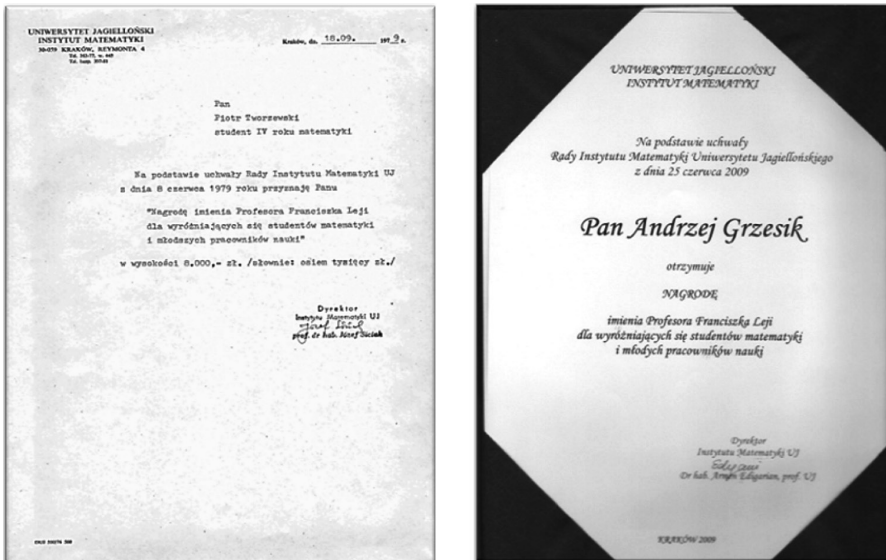 UNIWERSYTET JAGIELLOŃSKI
INSTYTUT MATEMATYKI
30-059 KRAKÓW, REYMONTA 4
Kraków, dn. 18.09. 1979 r.
Pan
Piotr Tworzewski
student IV roku matematyki
Na podstawie uchwały Rady Instytutu Matematyki UJ
z dnia 8 czerwca 1979 roku przyznaję Panu
"Nagrodę imienia Profesora Franciszka Leji
dla wyróżniających się studentów matematyki
i młodszych pracowników nauki"
w wysokości 8.000,- zł. /słownie: osiem tysięcy zł./
Dyrektor
Instytutu Matematyki UJ
prof. dr hab. Józef Siciak
UNIWERSYTET JAGIELLOŃSKI
INSTYTUT MATEMATYKI
Na podstawie uchwały
Rady Instytutu Matematyki Uniwersytetu Jagiellońskiego
z dnia 25 czerwca 2009
Pan Andrzej Grzesik
otrzymuje
NAGRODĘ
imienia Profesora Franciszka Leji
dla wyróżniających się studentów matematyki
i młodych pracowników nauki
Dyrektor
Instytutu Matematyki UJ
Dr hab. Armen Edigarian, prof. UJ
KRAKÓW 2009